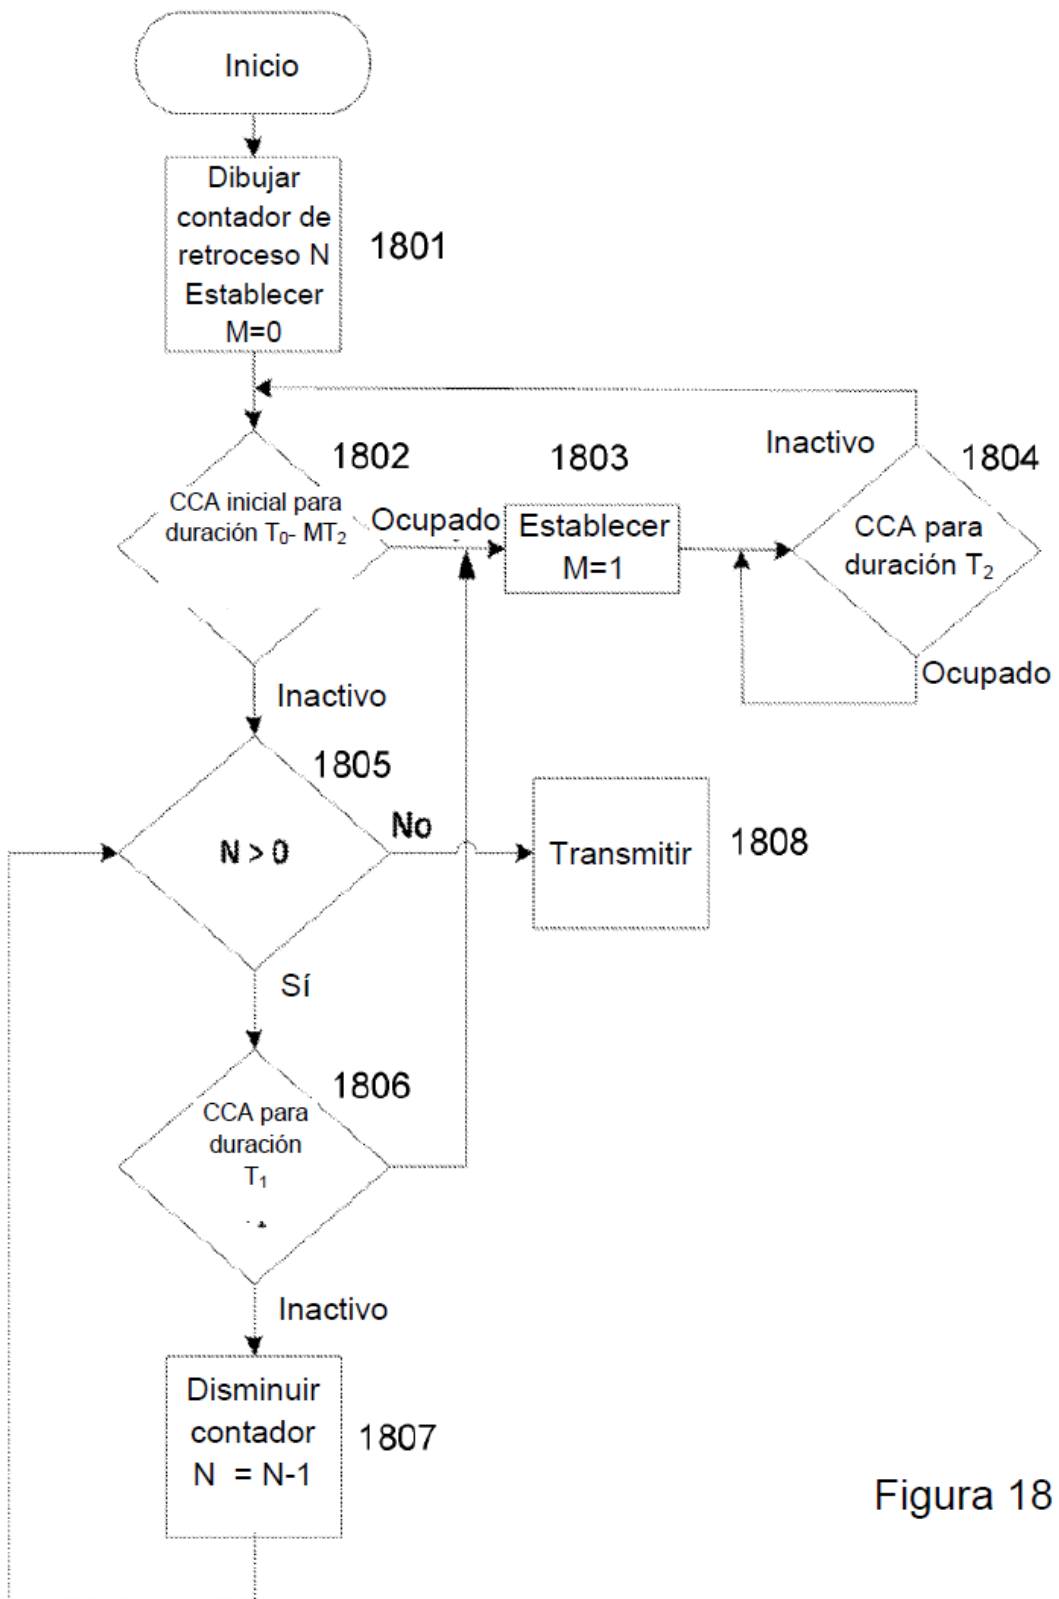 Inicio
Dibujar
contador de
retroceso N
Establecer
M=0
1801
1802
CCA inicial para
duración T₀- MT₂
Ocupado
1803
Establecer
M=1
Inactivo
1804
CCA para
duración T₂
Ocupado
Inactivo
1805
N > 0
No
Transmitir
1808
Sí
1806
CCA para
duración
T₁
Inactivo
Disminuir
contador
N = N-1
1807
Figura 18